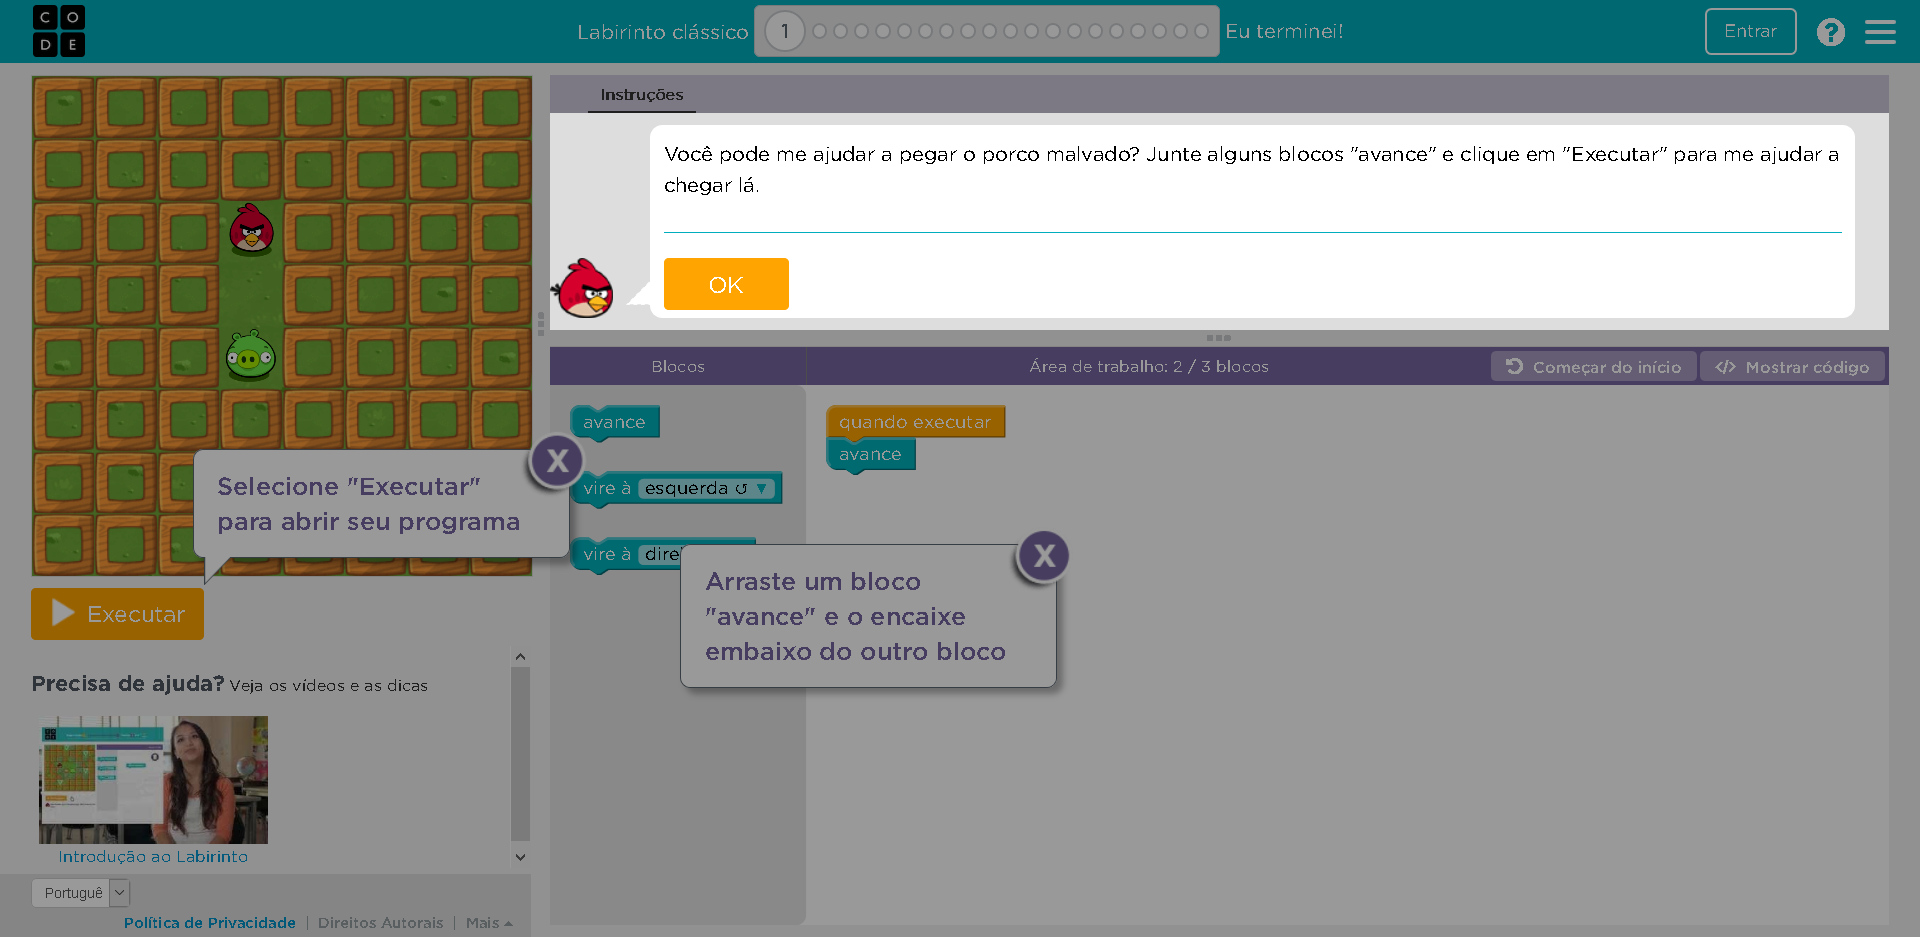 C O
D E
Labirinto clássico
1
Eu terminei!
Entrar
?
Instruções
Você pode me ajudar a pegar o porco malvado? Junte alguns blocos "avance" e clique em "Executar" para me ajudar a
chegar lá.
OK
Blocos
Área de trabalho: 2 / 3 blocos
Começar do início
Mostrar código
avance
vire à esquerda ↺ ▼
vire à
quando executar
avance
Selecione "Executar"
para abrir seu programa
X
Arraste um bloco
"avance" e o encaixe
embaixo do outro bloco
X
Executar
Precisa de ajuda? Veja os vídeos e as dicas
Introdução ao Labirinto
Portuguê
Política de Privacidade | Direitos Autorais | Mais